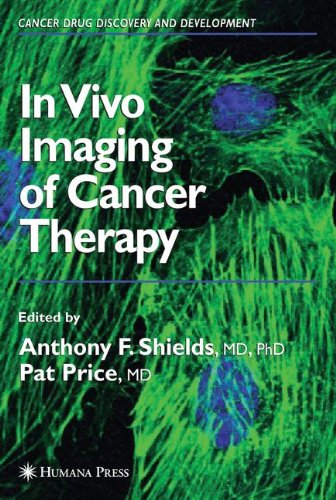 CANCER DRUG DISCOVERY AND DEVELOPMENT
In Vivo
Imaging
of Cancer
Therapy
Edited by
Anthony F. Shields, MD, PhD
Pat Price, MD
HUMANA PRESS